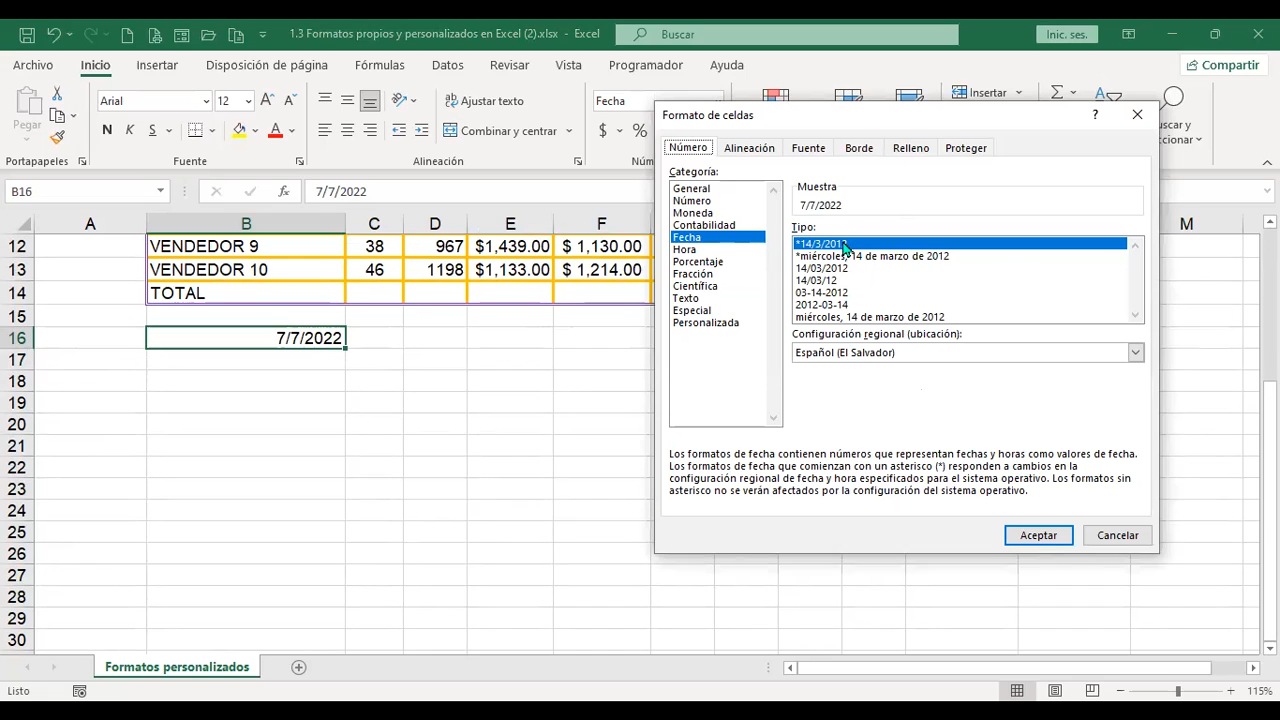 1.3 Formatos propios y personalizados en Excel (2).xlsx - Excel
Buscar
Inic. ses.
Archivo Inicio Insertar Disposición de página Fórmulas Datos Revisar Vista Programador Ayuda Compartir
Pegar
Arial 12
N K S
Ajustar texto
Combinar y centrar
Fecha
$ %
Insertar
Portapapeles Fuente Alineación
B16
7/7/2022
A B C D E F M
12 VENDEDOR 9 38 967 $1,439.00 $ 1,130.00
13 VENDEDOR 10 46 1198 $1,133.00 $ 1,214.00
14 TOTAL
15
16 7/7/2022
17
18
19
20
21
22
23
24
25
26
27
28
29
30
Formato de celdas
Número Alineación Fuente Borde Relleno Proteger
Categoría:
General
Número
Moneda
Contabilidad
Fecha
Hora
Porcentaje
Fracción
Científica
Texto
Especial
Personalizada
Muestra
7/7/2022
Tipo:
*14/3/2012
*miércoles, 14 de marzo de 2012
14/03/2012
14/03/12
03-14-2012
2012-03-14
miércoles, 14 de marzo de 2012
Configuración regional (ubicación):
Español (El Salvador)
Los formatos de fecha contienen números que representan fechas y horas como valores de fecha.
Los formatos de fecha que comienzan con un asterisco (*) responden a cambios en la
configuración regional de fecha y hora especificados para el sistema operativo. Los formatos sin
asterisco no se verán afectados por la configuración del sistema operativo.
Aceptar Cancelar
Formatos personalizados
Listo
115%